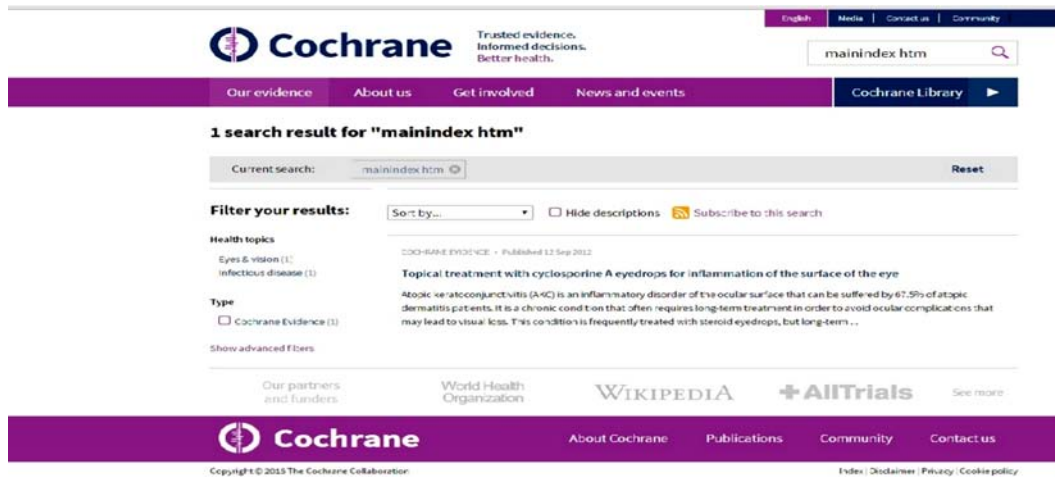 English Media | Contact us | Community
Cochrane
Trusted evidence.
Informed decisions.
Better health.
mainindex htm
Our evidence About us Get involved News and events Cochrane Library
1 search result for "mainindex htm"
Current search: mainindex htm Reset
Filter your results:
Sort by... Hide descriptions Subscribe to this search
Health topics
Eyes & vision (1)
Infectious disease (1)
Type
Cochrane Evidence (1)
Show advanced filters
COCHRANE EVIDENCE • Published 12 Sep 2012
Topical treatment with cyclosporine A eyedrops for inflammation of the surface of the eye
Atopic keratoconjunctivitis (AKC) is an inflammatory disorder of the ocular surface that can be suffered by 67.5% of atopic
dermatitis patients. It is a chronic condition that often requires long-term treatment in order to avoid ocular complications that
may lead to visual loss. This condition is frequently treated with steroid eyedrops, but long-term ...
Our partners
and funders
World Health
Organization
WIKIPEDIA
AllTrials
See more
Cochrane
About Cochrane Publications Community Contact us
Copyright © 2015 The Cochrane Collaboration
Index | Disclaimer | Privacy | Cookie policy